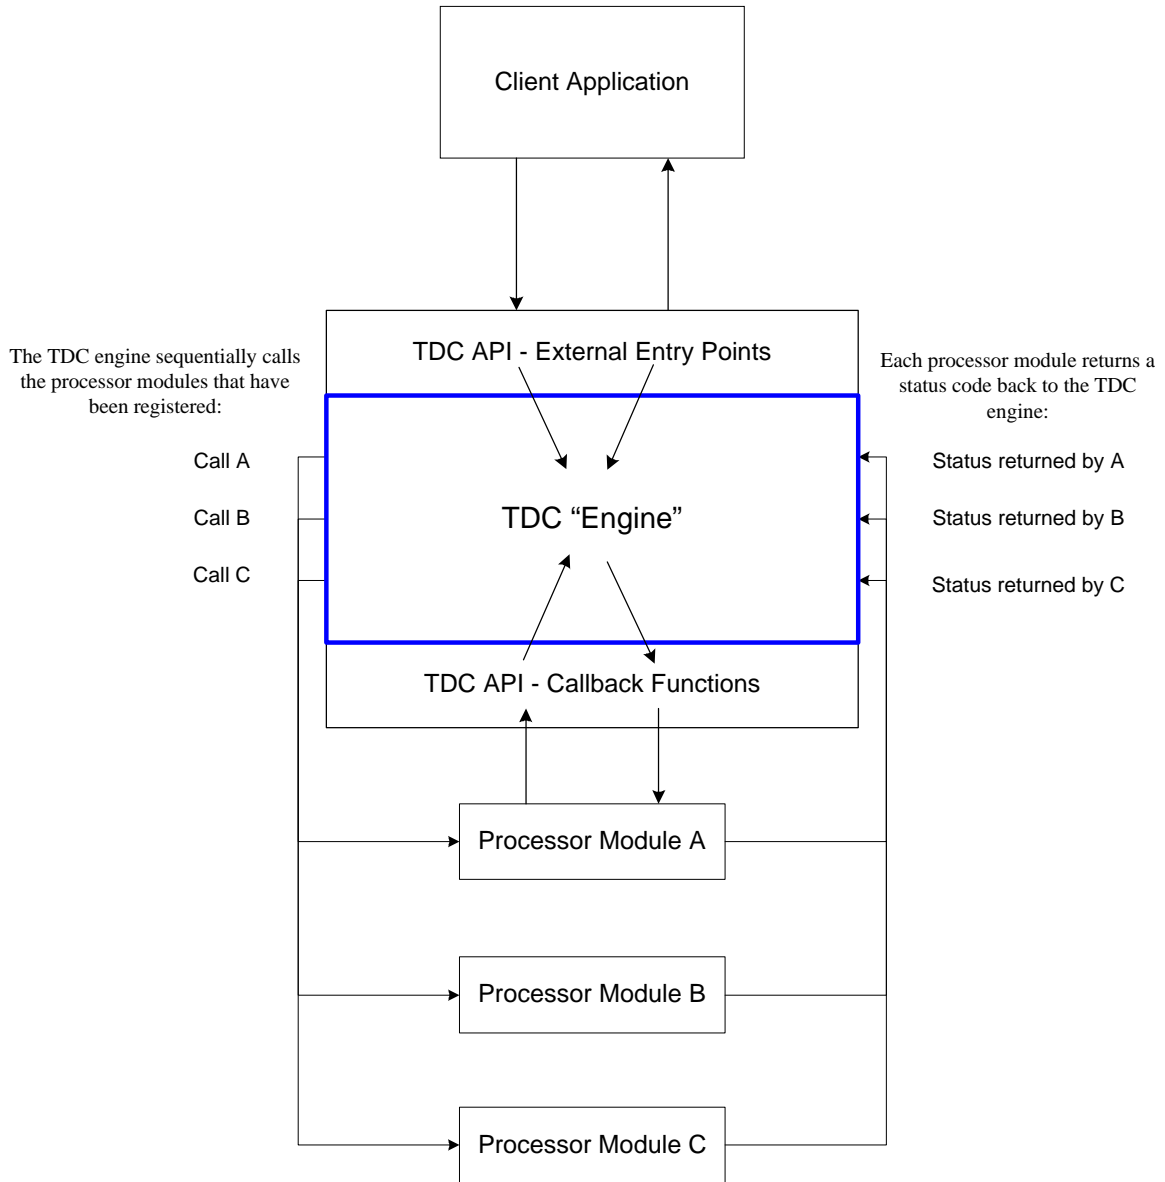 Client Application
TDC API - External Entry Points
The TDC engine sequentially calls
the processor modules that have
been registered:
Each processor module returns a
status code back to the TDC
engine:
Call A
Status returned by A
Call B
TDC “Engine”
Status returned by B
Call C
Status returned by C
TDC API - Callback Functions
Processor Module A
Processor Module B
Processor Module C